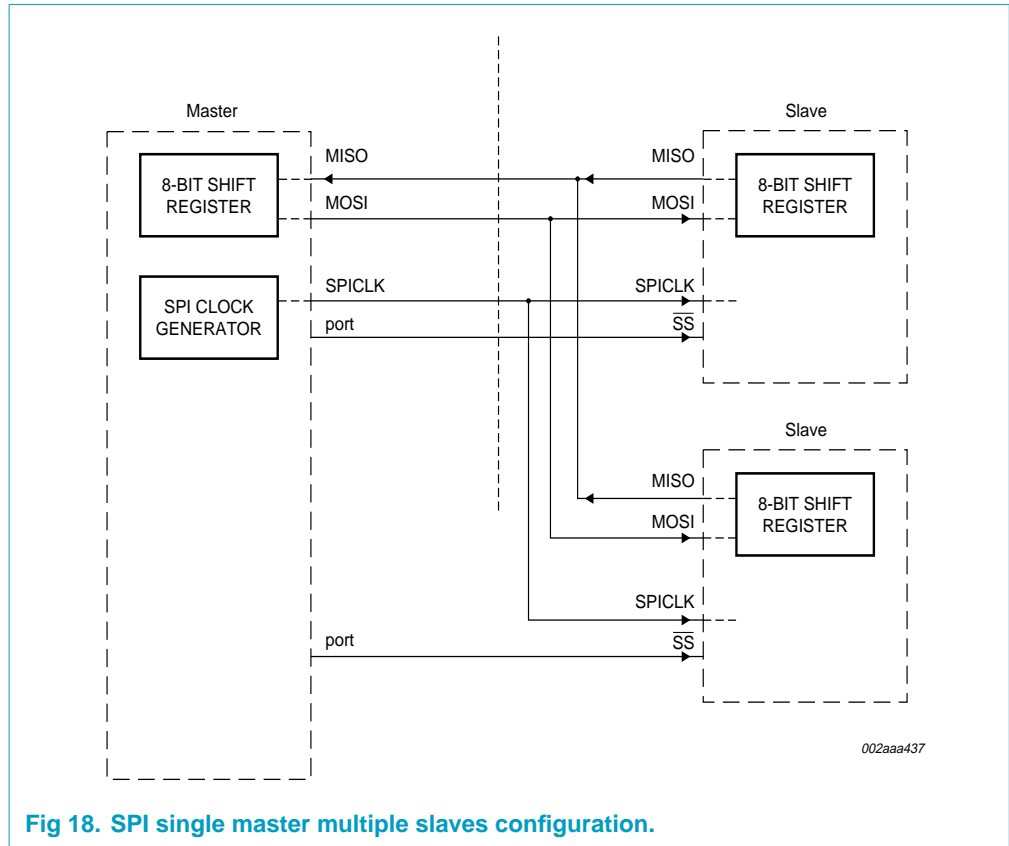 Master
Slave
MISO
MISO
8-BIT SHIFT
REGISTER
8-BIT SHIFT
REGISTER
MOSI
MOSI
SPICLK
SPICLK
SPI CLOCK
GENERATOR
port
S̅S̅
Slave
MISO
8-BIT SHIFT
REGISTER
MOSI
SPICLK
port
S̅S̅
002aaa437
Fig 18. SPI single master multiple slaves configuration.